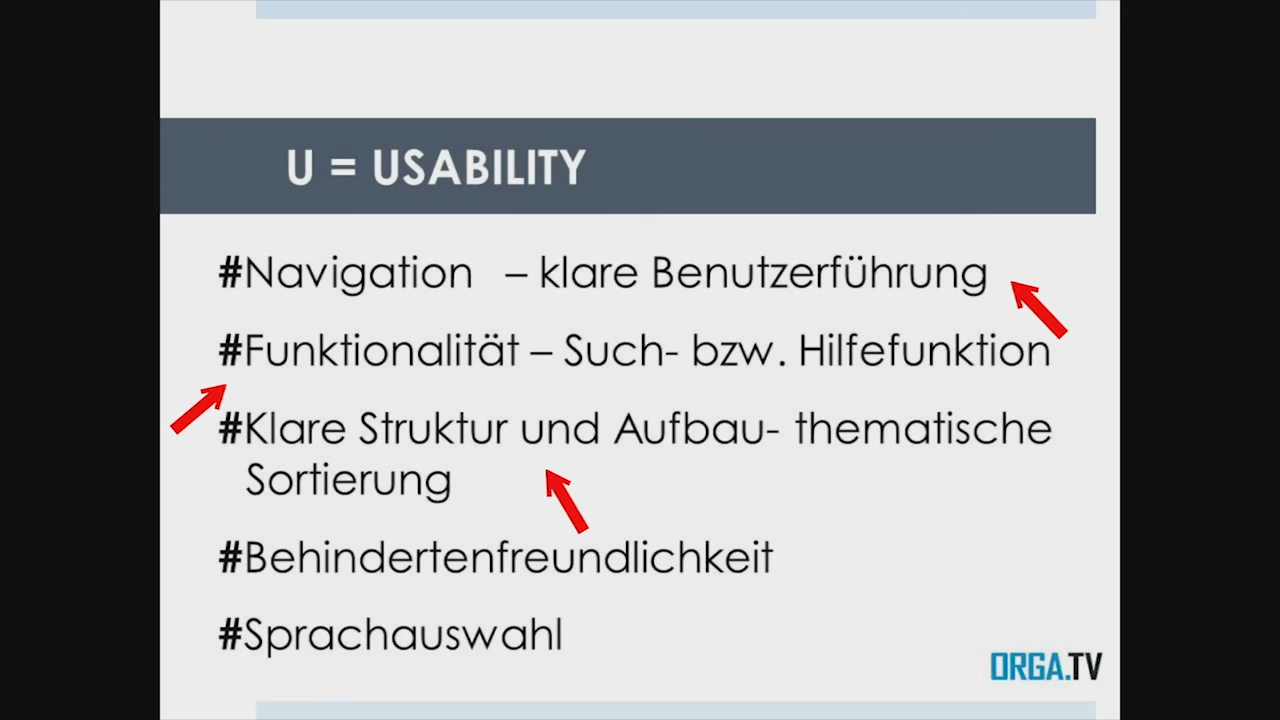 U = USABILITY
#Navigation – klare Benutzerführung
#Funktionalität – Such- bzw. Hilfefunktion
#Klare Struktur und Aufbau- thematische
Sortierung
#Behindertenfreundlichkeit
#Sprachauswahl
ORGA.TV